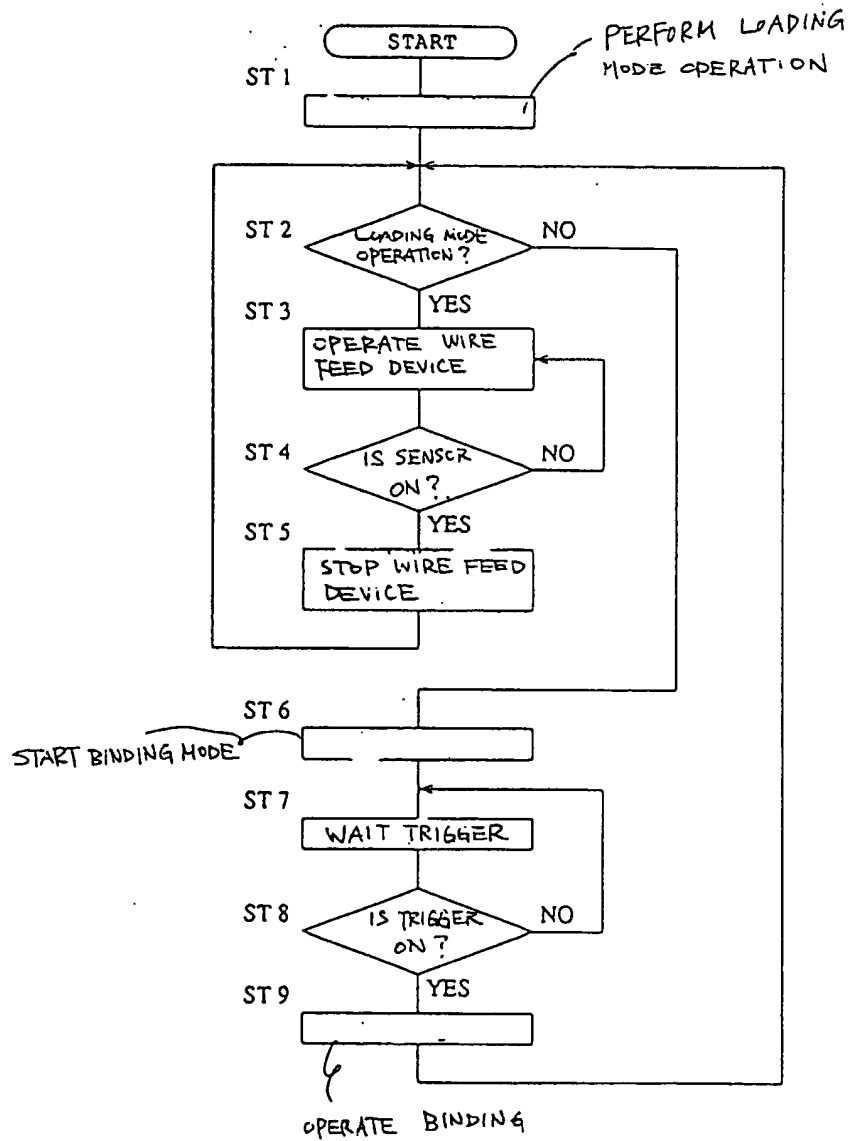 START
PERFORM LOADING
MODE OPERATION
ST 1
ST 2
LOADING MODE
OPERATION?
NO
YES
ST 3
OPERATE WIRE
FEED DEVICE
ST 4
IS SENSOR
ON?
NO
YES
ST 5
STOP WIRE FEED
DEVICE
ST 6
START BINDING MODE
ST 7
WAIT TRIGGER
ST 8
IS TRIGGER
ON?
NO
YES
ST 9
OPERATE BINDING